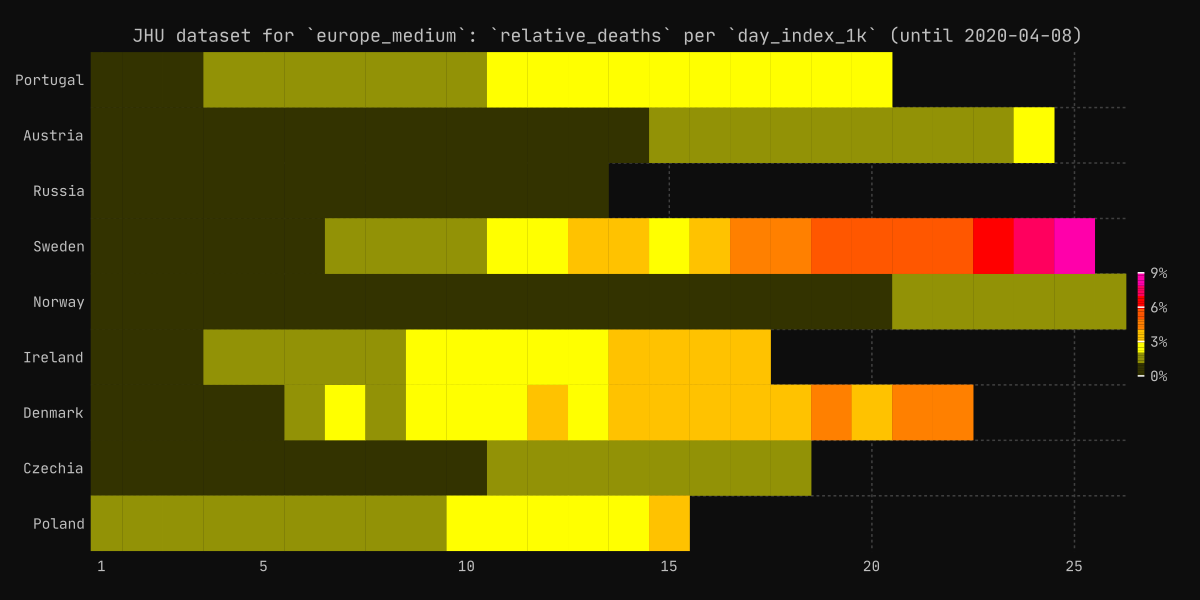 JHU dataset for `europe_medium`: `relative_deaths` per `day_index_1k` (until 2020-04-08)
Portugal
Austria
Russia
Sweden
Norway
Ireland
Denmark
Czechia
Poland
9%
6%
3%
0%
1 5 10 15 20 25